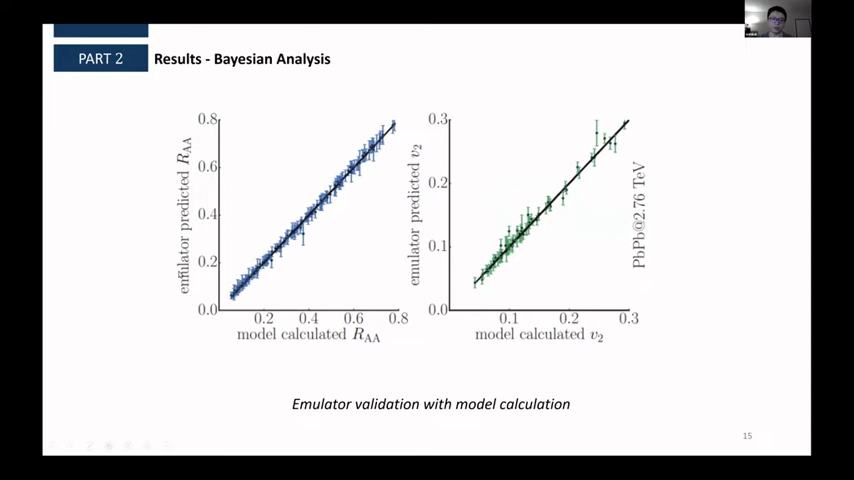 PART 2
Results - Bayesian Analysis
0.8
0.6
0.4
0.2
0.0
0.2 0.4 0.6 0.8
emulator predicted RAA
model calculated RAA
0.3
0.2
0.1
0.0
0.1 0.2 0.3
emulator predicted v2
model calculated v2
PbPb@2.76 TeV
Emulator validation with model calculation
15